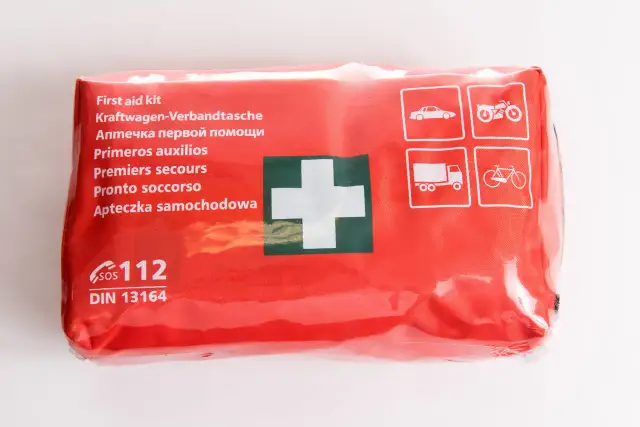 First aid kit
Kraftwagen-Verbandtasche
Аптечка первой помощи
Primeros auxilios
Premiers secours
Pronto soccorso
Apteczka samochodowa
SOS 112
DIN 13164